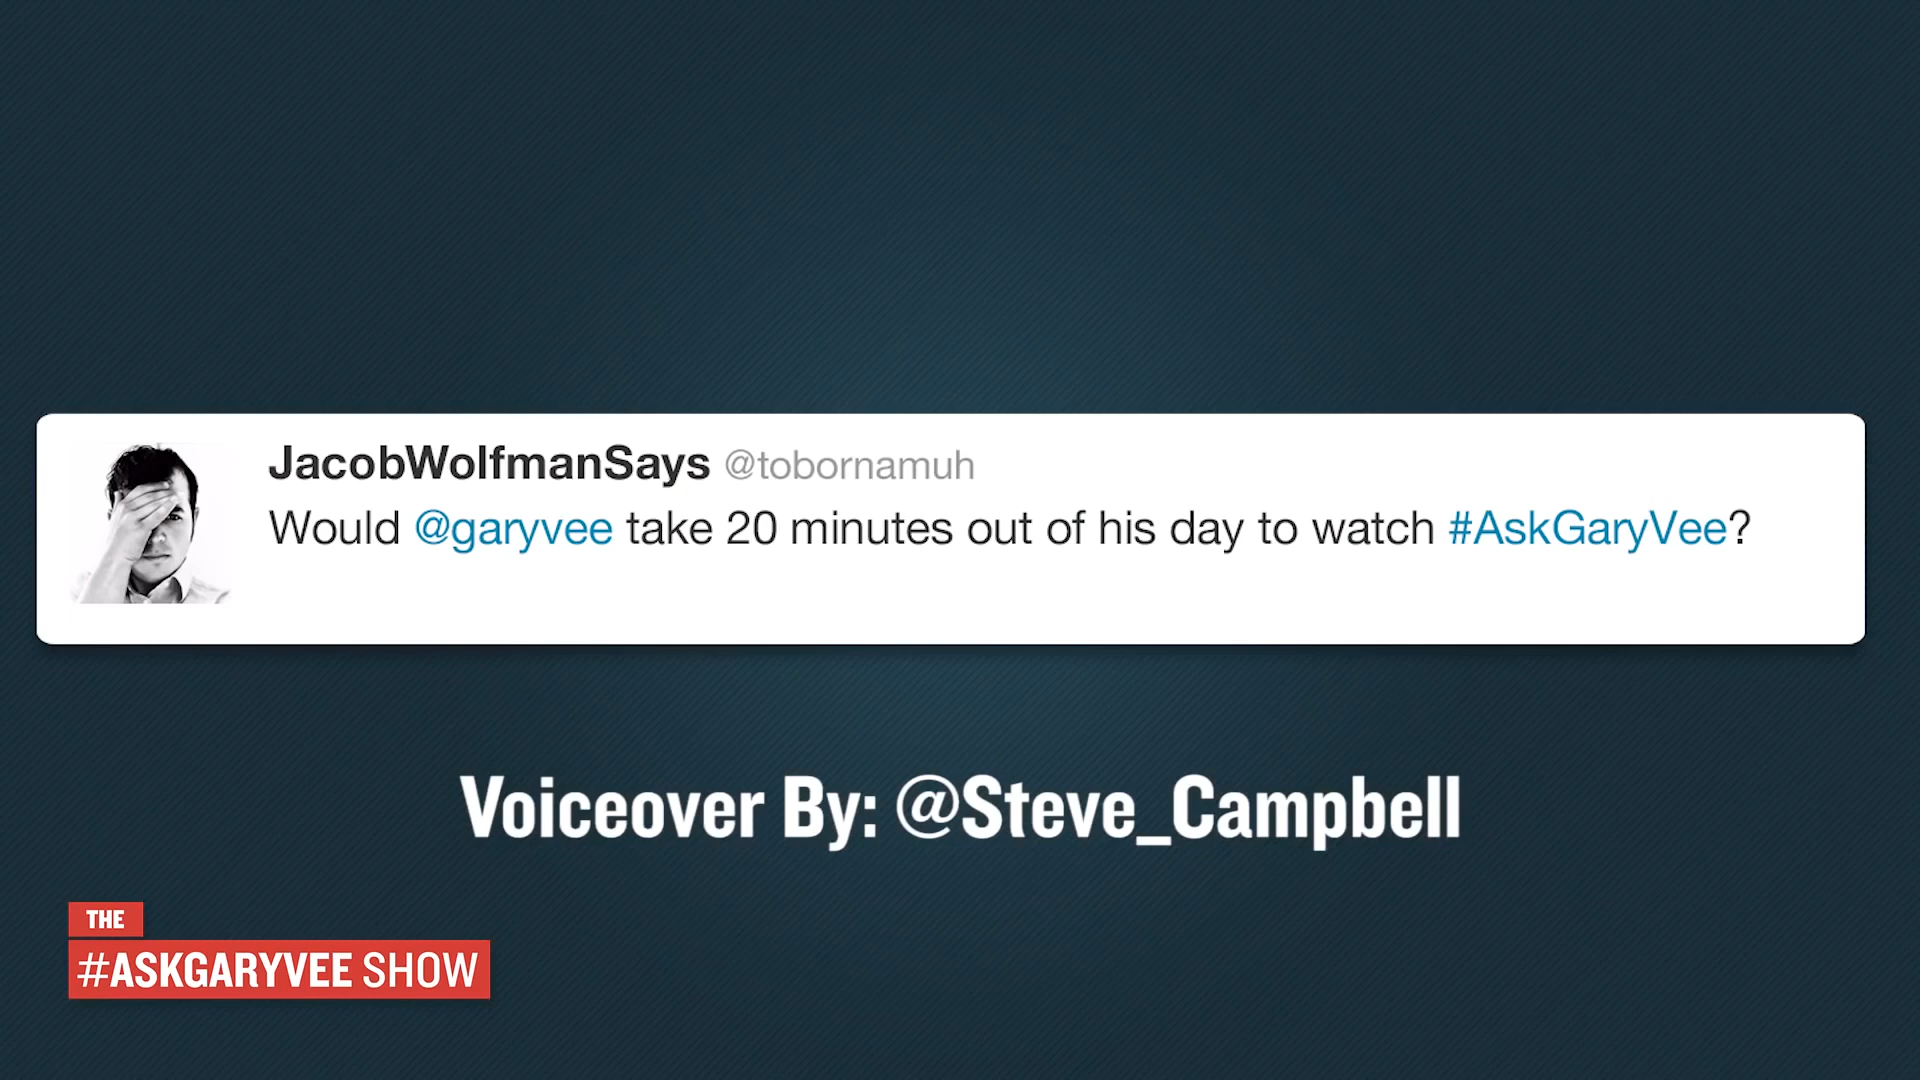 JacobWolfmanSays @tobornamuh
Would @garyvee take 20 minutes out of his day to watch #AskGaryVee?
Voiceover By: @Steve_Campbell
THE
#ASKGARYVEE SHOW